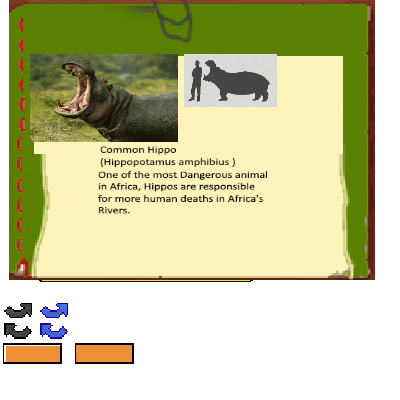 Common Hippo
(Hippopotamus amphibius )
One of the most Dangerous animal
in Africa, Hippos are responsible
for more human deaths in Africa's
Rivers.